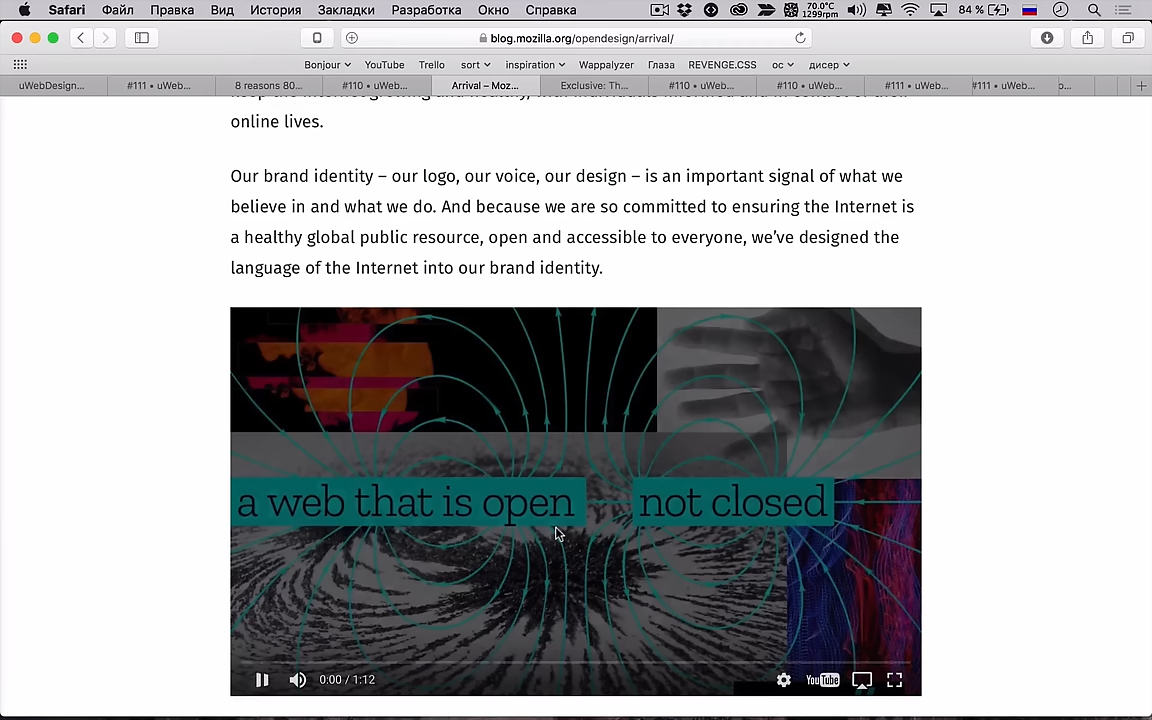 Safari Файл Правка Вид История Закладки Разработка Окно Справка 70.0°C 1299rpm 84 %
blog.mozilla.org/opendesign/arrival/
Bonjour YouTube Trello sort inspiration Wappalyzer Глаза REVENGE.CSS ос дисер
uWebDesign... #111 • uWeb... 8 reasons 80... #110 • uWeb... Arrival – Moz... Exclusive: Th... #110 • uWeb... #110 • uWeb... #111 • uWeb... #111 • uWeb...
online lives.
Our brand identity – our logo, our voice, our design – is an important signal of what we
believe in and what we do. And because we are so committed to ensuring the Internet is
a healthy global public resource, open and accessible to everyone, we’ve designed the
language of the Internet into our brand identity.
a web that is open not closed
0:00 / 1:12 YouTube